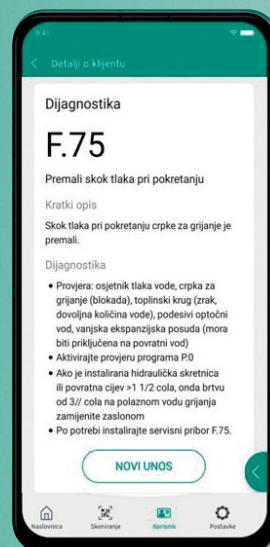 9:41
Detalji o klijentu
Dijagnostika
F.75
Premali skok tlaka pri pokretanju
Kratki opis
Skok tlaka pri pokretanju crpke za grijanje je
premali.
Dijagnostika
• Provjera: osjetnik tlaka vode, crpka za
grijanje (blokada), toplinski krug (zrak,
dovoljna količina vode), podesivi optočni
vod, vanjska ekspanzijska posuda (mora
biti priključena na povratni vod)
• Aktivirajte provjeru programa P.0
• Ako je instalirana hidraulička skretnica
ili povratna cijev >1 1/2 cola, onda brtvu
od 3// cola na polaznom vodu grijanja
zamijenite zaslonom
• Po potrebi instalirajte servisni pribor F.75.
NOVI UNOS
Naslovnica Skeniranje Korisnik Postavke